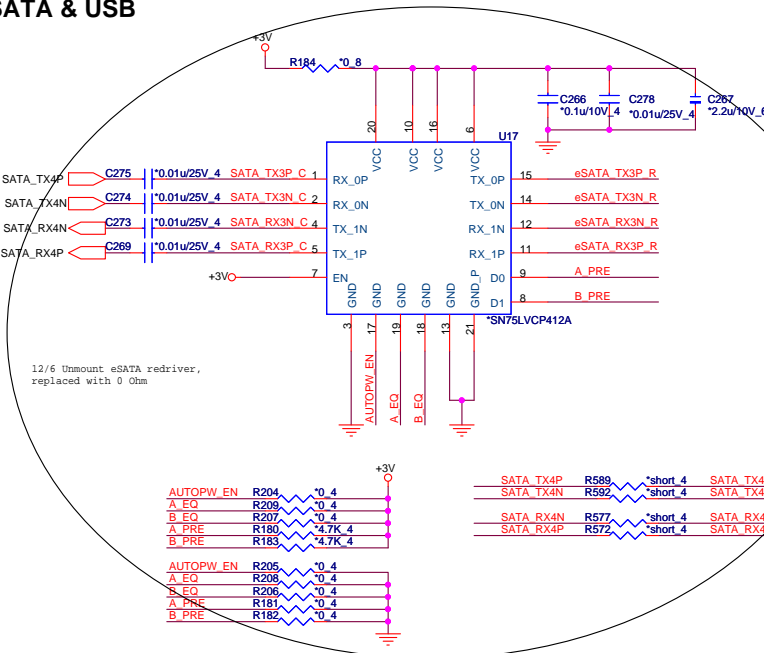 SATA & USB
+3V
R184 *0_8
C266
*0.1u/10V_4
C278
*0.01u/25V_4
C267
*2.2u/10V_6
20 10 16 6
U17
VCC VCC VCC VCC
SATA_TX4P C275 *0.01u/25V_4 SATA_TX3P_C 1 RX_0P TX_0P 15 eSATA_TX3P_R
SATA_TX4N C274 *0.01u/25V_4 SATA_TX3N_C 2 RX_0N TX_0N 14 eSATA_TX3N_R
SATA_RX4N C273 *0.01u/25V_4 SATA_RX3N_C 4 TX_1N RX_1N 12 eSATA_RX3N_R
SATA_RX4P C269 *0.01u/25V_4 SATA_RX3P_C 5 TX_1P RX_1P 11 eSATA_RX3P_R
+3V 7 EN D0 9 A_PRE
D1 8 B_PRE
GND GND GND GND GND GND_P
*SN75LVCP412A
3 17 19 18 13 21
AUTOPW_EN A_EQ B_EQ
12/6 Unmount eSATA redriver,
replaced with 0 Ohm
+3V
AUTOPW_EN R204 *0_4
A_EQ R209 *0_4
B_EQ R207 *0_4
A_PRE R180 *4.7K_4
B_PRE R183 *4.7K_4
AUTOPW_EN R205 *0_4
A_EQ R208 *0_4
B_EQ R206 *0_4
A_PRE R181 *0_4
B_PRE R182 *0_4
SATA_TX4P R589 *short_4 SATA_TX4
SATA_TX4N R592 *short_4 SATA_TX4
SATA_RX4N R577 *short_4 SATA_RX4
SATA_RX4P R572 *short_4 SATA_RX4